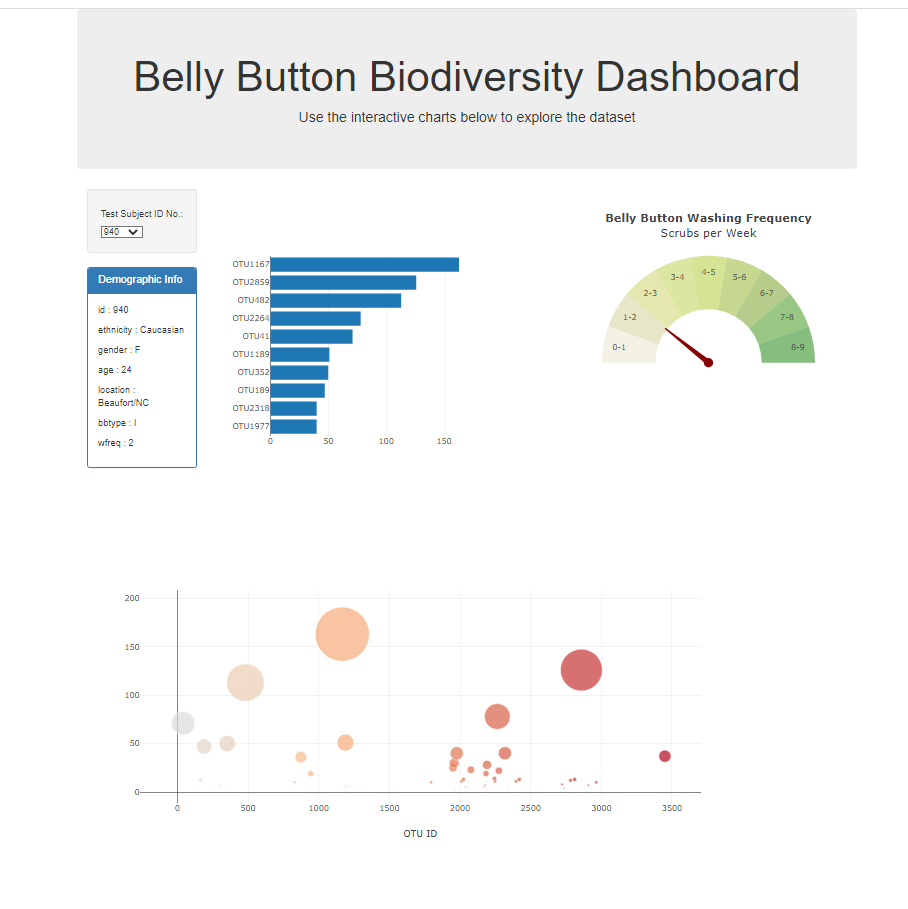 Belly Button Biodiversity Dashboard
Use the interactive charts below to explore the dataset
Test Subject ID No.:
940
Demographic Info
id : 940
ethnicity : Caucasian
gender : F
age : 24
location :
Beaufort/NC
bbtype : I
wfreq : 2
OTU1167
OTU2859
OTU482
OTU2264
OTU41
OTU1189
OTU352
OTU189
OTU2318
OTU1977
0 50 100 150
Belly Button Washing Frequency
Scrubs per Week
0-1
1-2
2-3
3-4
4-5
5-6
6-7
7-8
8-9
200
150
100
50
0
0 500 1000 1500 2000 2500 3000 3500
OTU ID